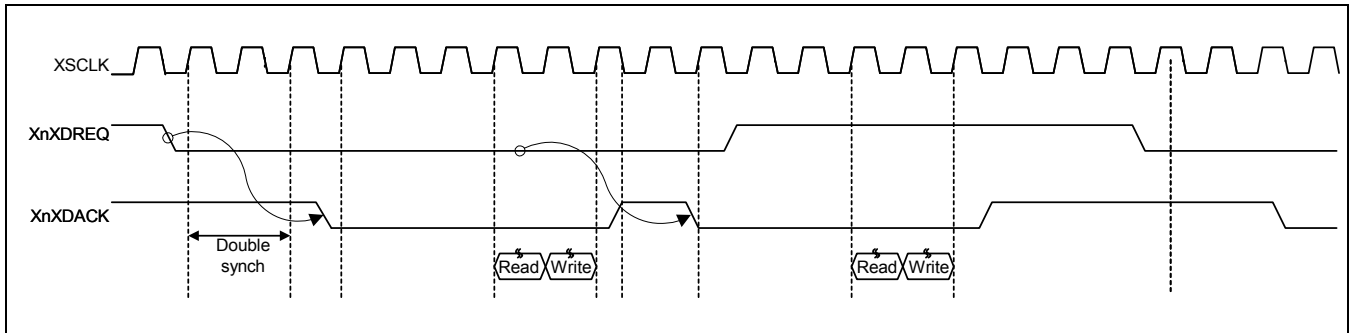 XSCLK
XnXDREQ
XnXDACK
Double
synch
Read
Write
Read
Write